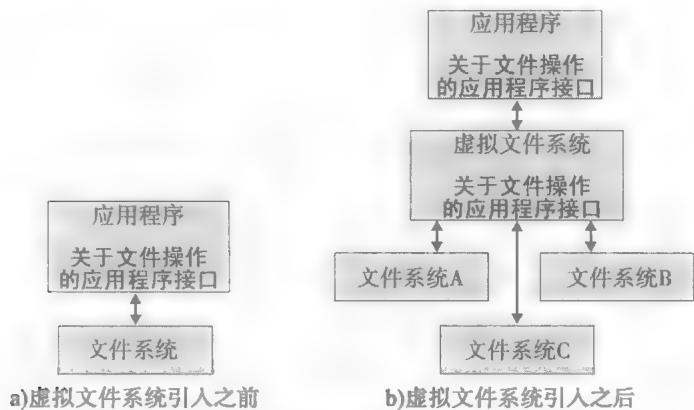 应用程序
关于文件操作
的应用程序接口
虚拟文件系统
关于文件操作
的应用程序接口
文件系统A
文件系统B
文件系统C
应用程序
关于文件操作
的应用程序接口
文件系统
a)虚拟文件系统引入之前
b)虚拟文件系统引入之后